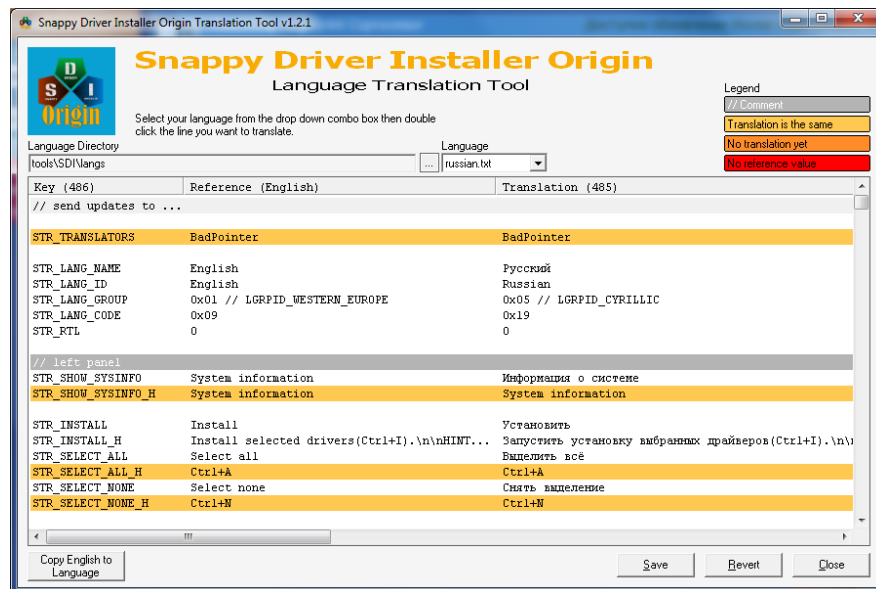 Snappy Driver Installer Origin Translation Tool v1.2.1
D
S I
Origin
Snappy Driver Installer Origin
Language Translation Tool
Select your language from the drop down combo box then double
click the line you want to translate.
Legend
// Comment
Translation is the same
No translation yet
No reference value
Language Directory
Language
tools\SDI\langs ... russian.txt
Key (486) Reference (English) Translation (485)
// send updates to ...
STR_TRANSLATORS BadPointer BadPointer
STR_LANG_NAME English Русский
STR_LANG_ID English Russian
STR_LANG_GROUP 0x01 // LGRPID_WESTERN_EUROPE 0x05 // LGRPID_CYRILLIC
STR_LANG_CODE 0x09 0x19
STR_RTL 0 0
// left panel
STR_SHOW_SYSINFO System information Информация о системе
STR_SHOW_SYSINFO_H System information System information
STR_INSTALL Install Установить
STR_INSTALL_H Install selected drivers(Ctrl+I).\n\nHINT... Запустить установку выбранных драйверов(Ctrl+I).\n\
STR_SELECT_ALL Select all Выделить всё
STR_SELECT_ALL_H Ctrl+A Ctrl+A
STR_SELECT_NONE Select none Снять выделение
STR_SELECT_NONE_H Ctrl+N Ctrl+N
Copy English to
Language
Save Revert Close